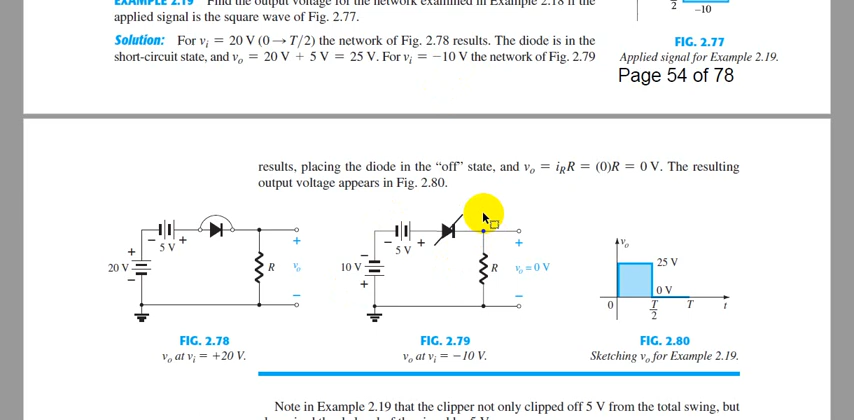 EXAMPLE 2.19 Find the output voltage for the network examined in Example 2.18 if the
applied signal is the square wave of Fig. 2.77.
Solution: For vi = 20 V (0 → T/2) the network of Fig. 2.78 results. The diode is in the
short-circuit state, and vo = 20 V + 5 V = 25 V. For vi = −10 V the network of Fig. 2.79
2
−10
FIG. 2.77
Applied signal for Example 2.19.
Page 54 of 78
results, placing the diode in the “off” state, and vo = iRR = (0)R = 0 V. The resulting
output voltage appears in Fig. 2.80.
− 5 V +
+
20 V
−
R
+
vo
−
FIG. 2.78
vo at vi = +20 V.
− 5 V +
−
10 V
+
R
+
vo = 0 V
−
FIG. 2.79
vo at vi = −10 V.
vo
25 V
0 V
0
T/2
T
t
FIG. 2.80
Sketching vo for Example 2.19.
Note in Example 2.19 that the clipper not only clipped off 5 V from the total swing, but